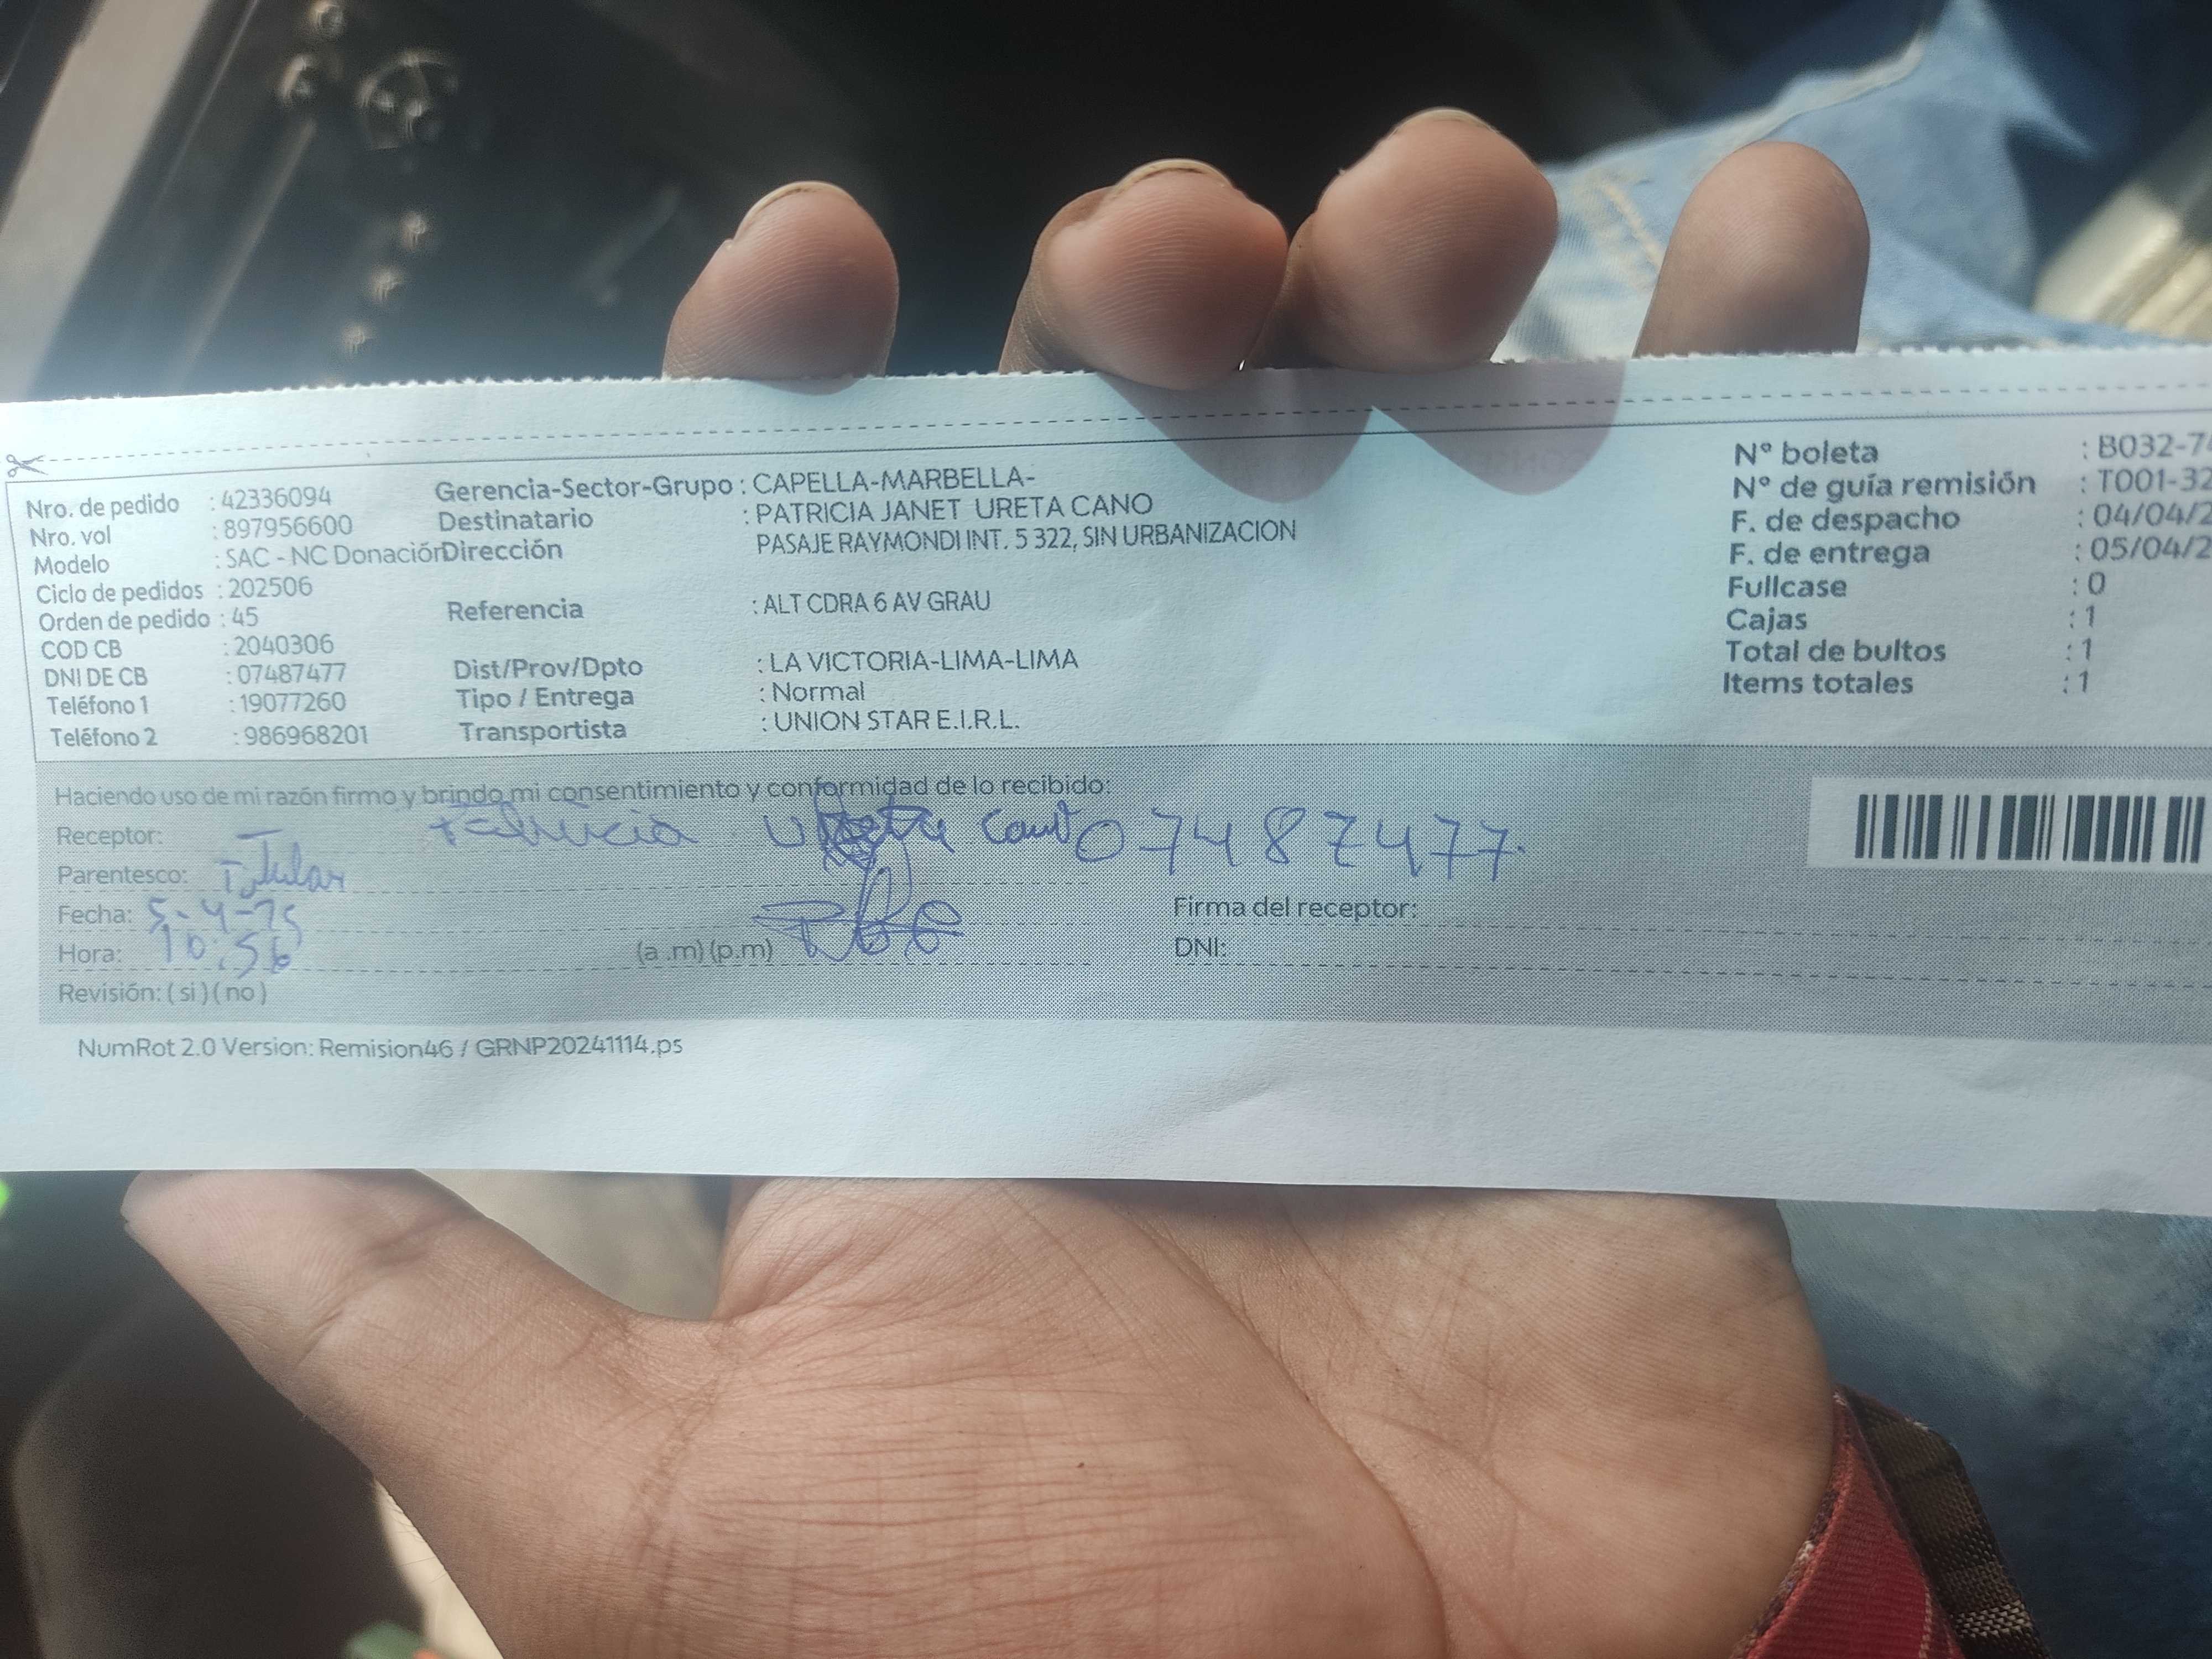 Nro. de pedido : 42336094
Nro. vol : 897956600
Modelo : SAC - NC Donación
Ciclo de pedidos : 202506
Orden de pedido : 45
COD CB : 2040306
DNI DE CB : 07487477
Teléfono 1 : 19077260
Teléfono 2 : 986968201
Gerencia-Sector-Grupo : CAPELLA-MARBELLA-
Destinatario : PATRICIA JANET URETA CANO
Dirección PASAJE RAYMONDI INT. 5 322, SIN URBANIZACION
Referencia : ALT CDRA 6 AV GRAU
Dist/Prov/Dpto : LA VICTORIA-LIMA-LIMA
Tipo / Entrega : Normal
Transportista : UNION STAR E.I.R.L.
Nº boleta : B032-74
Nº de guía remisión : T001-32
F. de despacho : 04/04/2
F. de entrega : 05/04/2
Fullcase : 0
Cajas : 1
Total de bultos : 1
Items totales : 1
Haciendo uso de mi razón firmo y brindo mi consentimiento y conformidad de lo recibido:
Receptor: Patricia Ureta Cano 07487477.
Parentesco: Titular
Fecha: 5-4-25
Hora: 10:56 (a .m) (p.m)
Revisión: ( si ) ( no )
Firma del receptor:
DNI:
NumRot 2.0 Version: Remision46 / GRNP20241114.ps